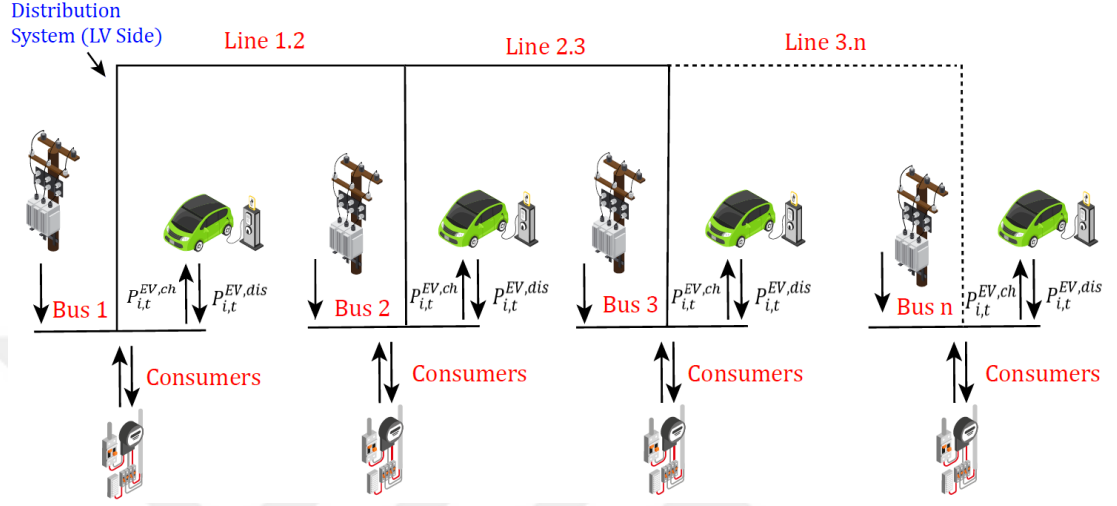 Distribution
System (LV Side)
Line 1.2
Line 2.3
Line 3.n
Bus 1
P_{i,t}^{EV,ch}
P_{i,t}^{EV,dis}
Bus 2
P_{i,t}^{EV,ch}
P_{i,t}^{EV,dis}
Bus 3
P_{i,t}^{EV,ch}
P_{i,t}^{EV,dis}
Bus n
P_{i,t}^{EV,ch}
P_{i,t}^{EV,dis}
Consumers
Consumers
Consumers
Consumers